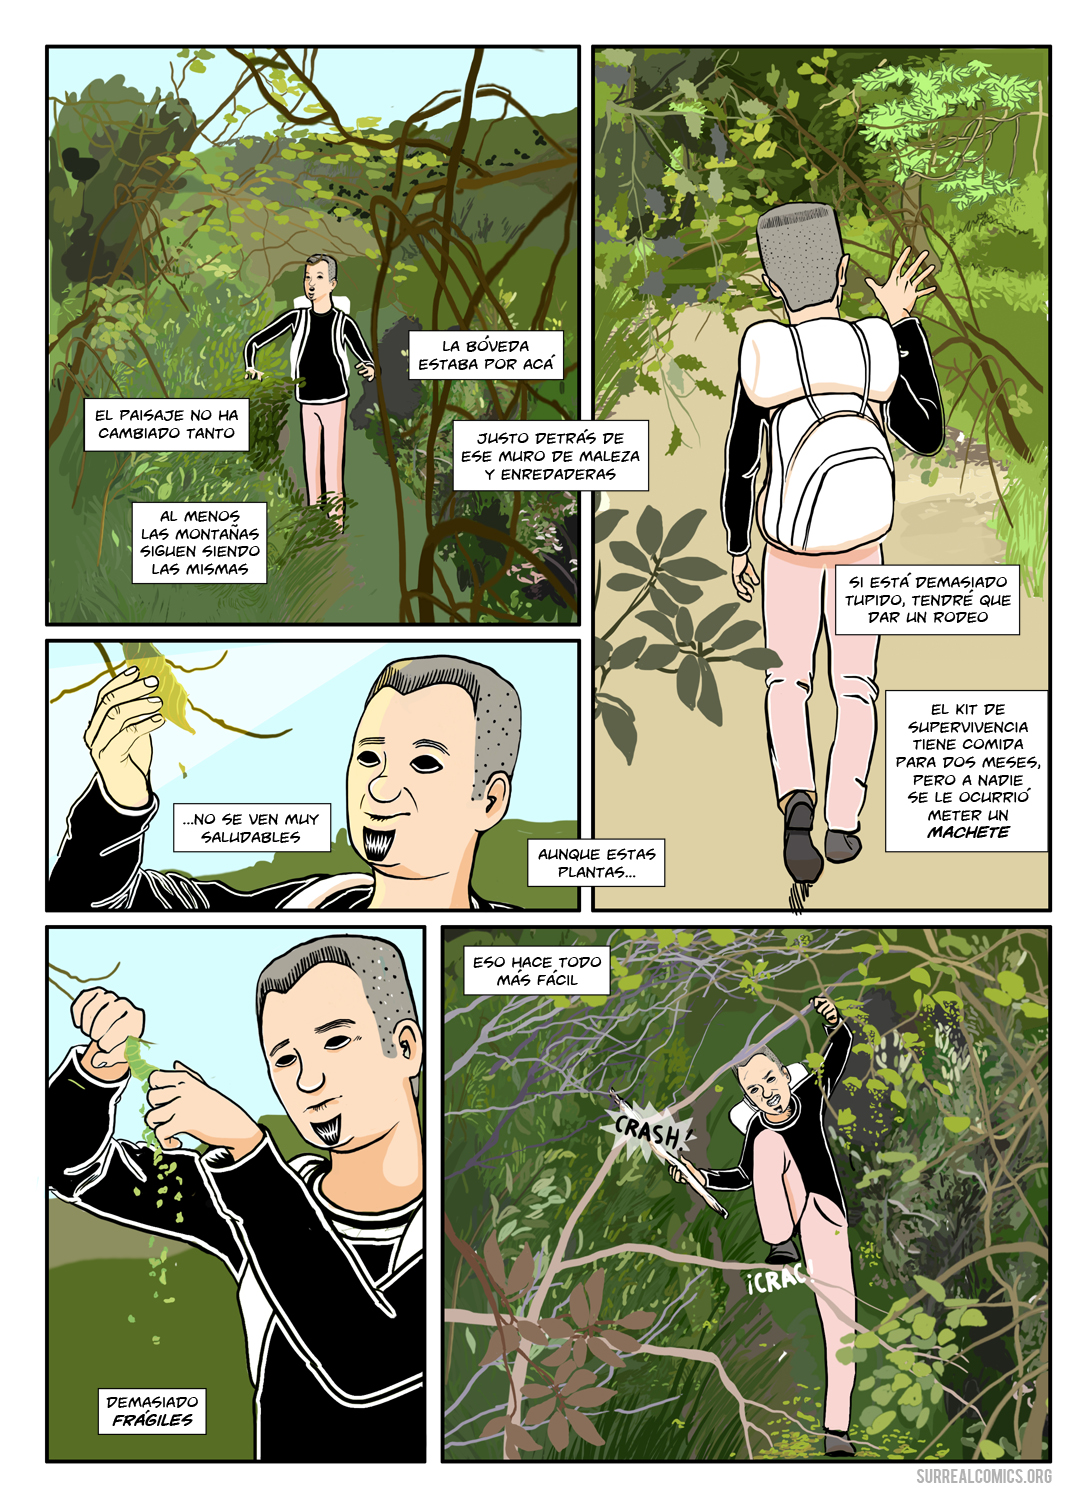 EL PAISAJE NO HA
CAMBIADO TANTO
AL MENOS
LAS MONTAÑAS
SIGUEN SIENDO
LAS MISMAS
LA BÓVEDA
ESTABA POR ACÁ
JUSTO DETRÁS DE
ESE MURO DE MALEZA
Y ENREDADERAS
SI ESTÁ DEMASIADO
TUPIDO, TENDRÉ QUE
DAR UN RODEO
EL KIT DE
SUPERVIVENCIA
TIENE COMIDA
PARA DOS MESES,
PERO A NADIE
SE LE OCURRIÓ
METER UN
MACHETE
AUNQUE ESTAS
PLANTAS...
...NO SE VEN MUY
SALUDABLES
DEMASIADO
FRÁGILES
ESO HACE TODO
MÁS FÁCIL
CRASH!
¡CRAC!
SURREALCOMICS.ORG